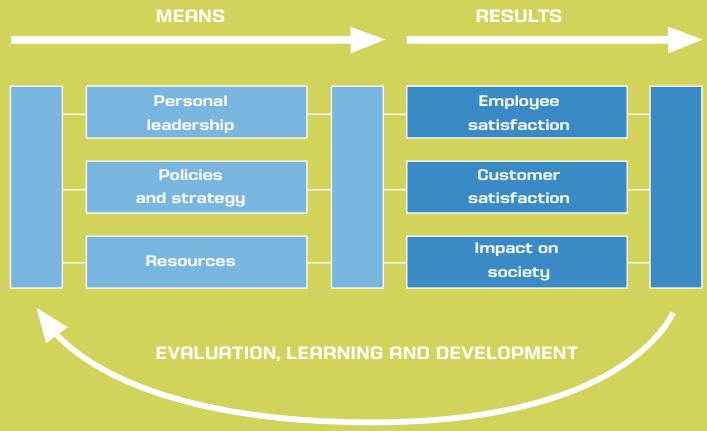 MEANS
RESULTS
Personal
leadership
Employee
satisfaction
Policies
and strategy
Customer
satisfaction
Resources
Impact on
society
EVALUATION, LEARNING AND DEVELOPMENT